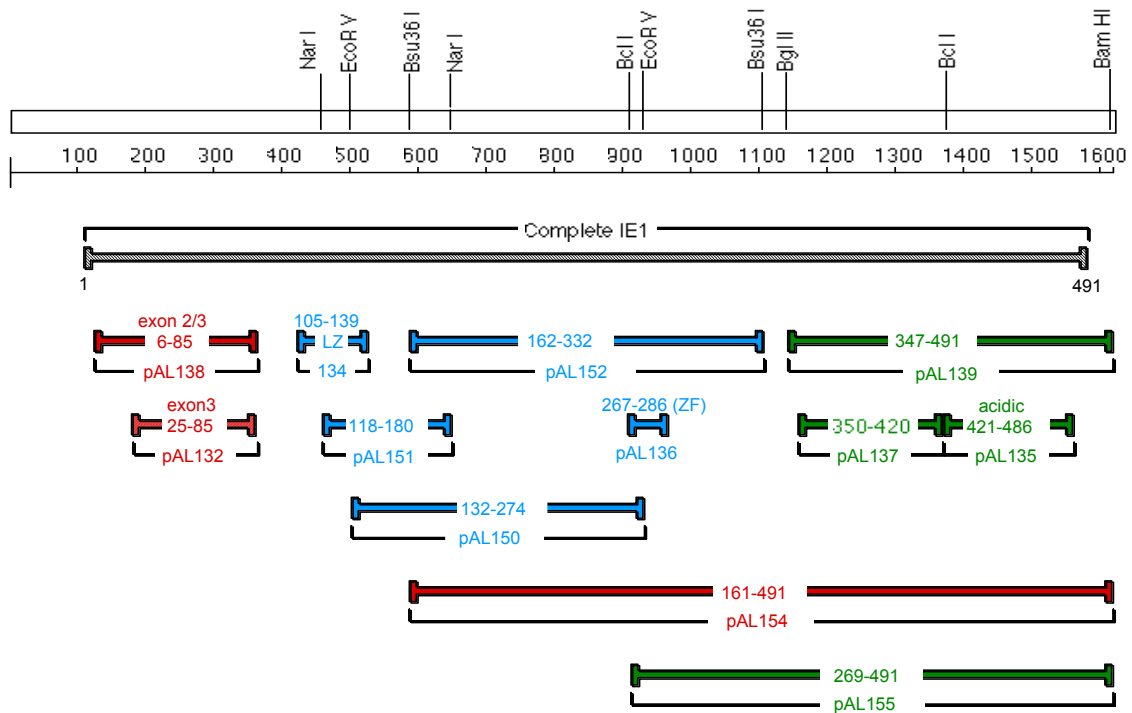 Nar I
EcoR V
Bsu36 I
Nar I
Bcl I
EcoR V
Bsu36 I
Bgl II
Bcl I
Bam HI
100 200 300 400 500 600 700 800 900 1000 1100 1200 1300 1400 1500 1600
Complete IE1
1
491
exon 2/3
6-85
pAL138
105-139
LZ
134
162-332
pAL152
347-491
pAL139
exon3
25-85
pAL132
118-180
pAL151
267-286 (ZF)
pAL136
350-420
pAL137
acidic
421-486
pAL135
132-274
pAL150
161-491
pAL154
269-491
pAL155